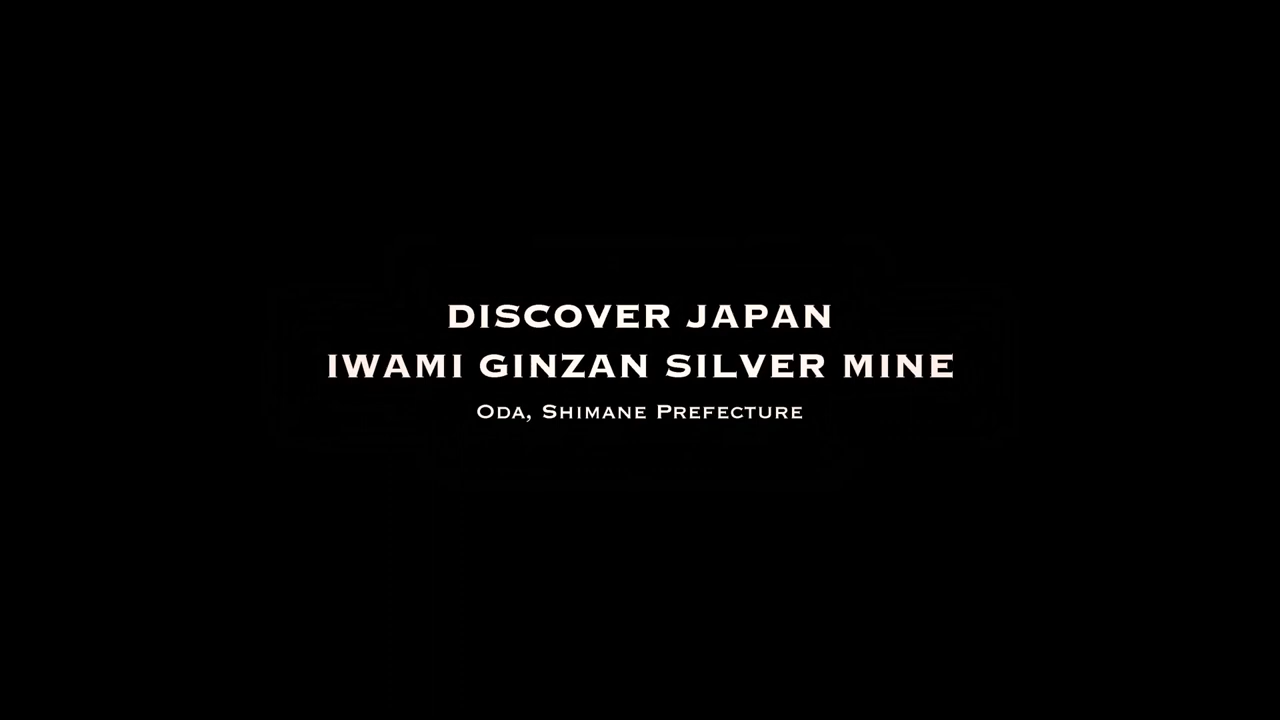 DISCOVER JAPAN
IWAMI GINZAN SILVER MINE
ODA, SHIMANE PREFECTURE